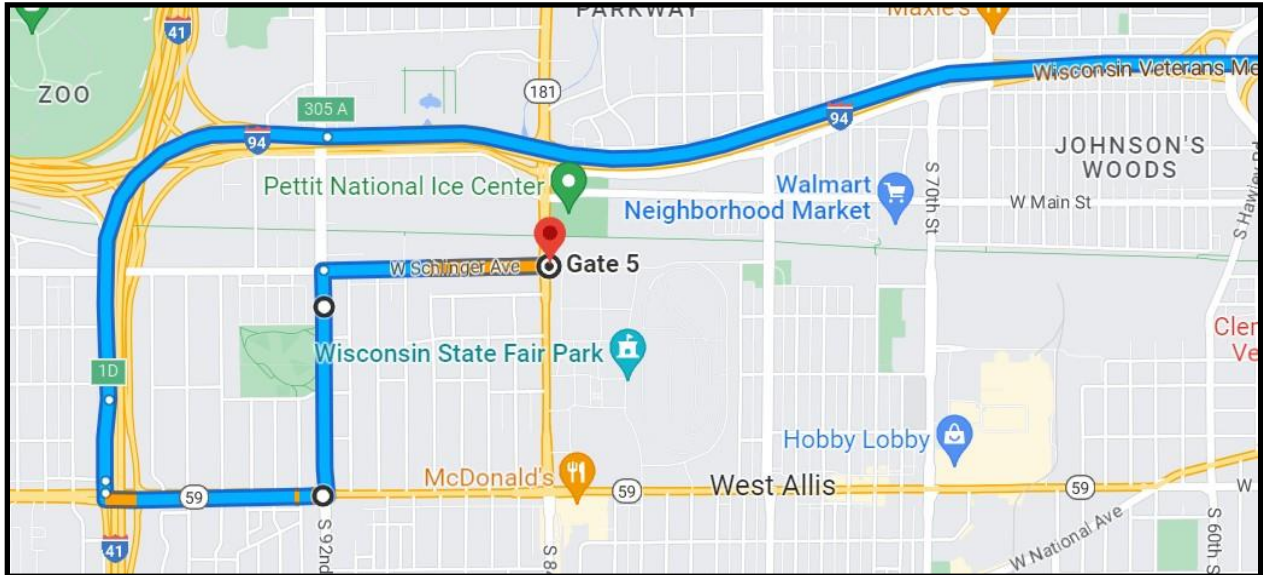 PARKWAY
Maxie's
41
ZOO
181
Wisconsin Veterans Me
305 A
94
94
JOHNSON'S
WOODS
Pettit National Ice Center
Walmart
Neighborhood Market
S 70th St
W Main St
S Hawley Rd
W Schlinger Ave
Gate 5
Wisconsin State Fair Park
Cler
Ve
1D
Hobby Lobby
McDonald's
59
59
West Allis
59
W
S 92nd
S 84
41
W National Ave
S 60th S